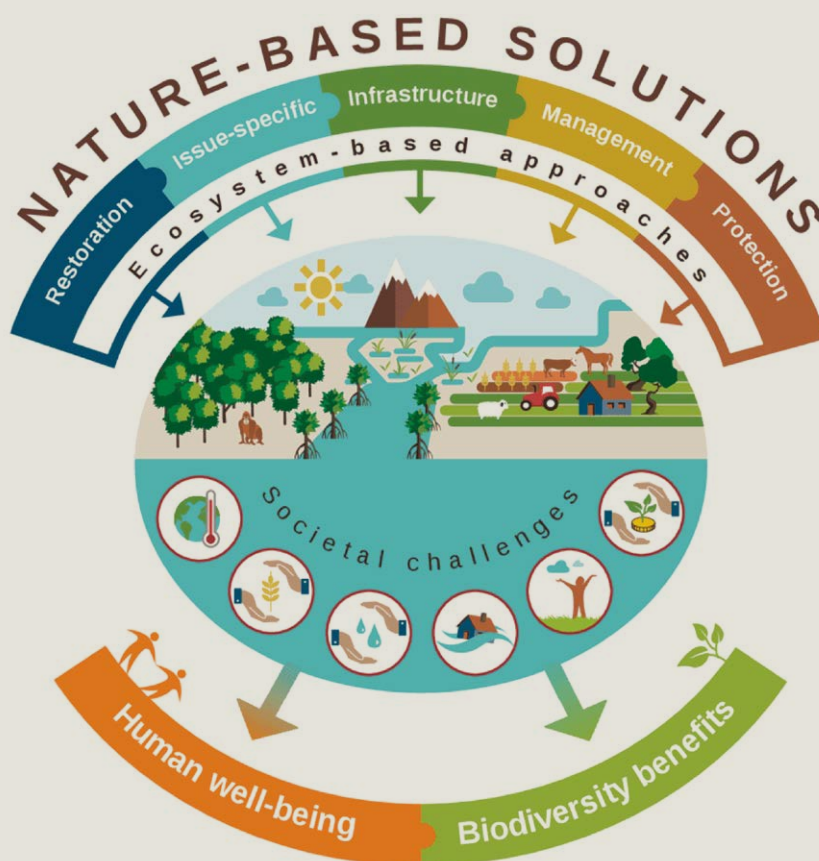 NATURE-BASED SOLUTIONS
Restoration
Issue-specific
Infrastructure
Management
Protection
Ecosystem-based approaches
Societal challenges
Human well-being
Biodiversity benefits